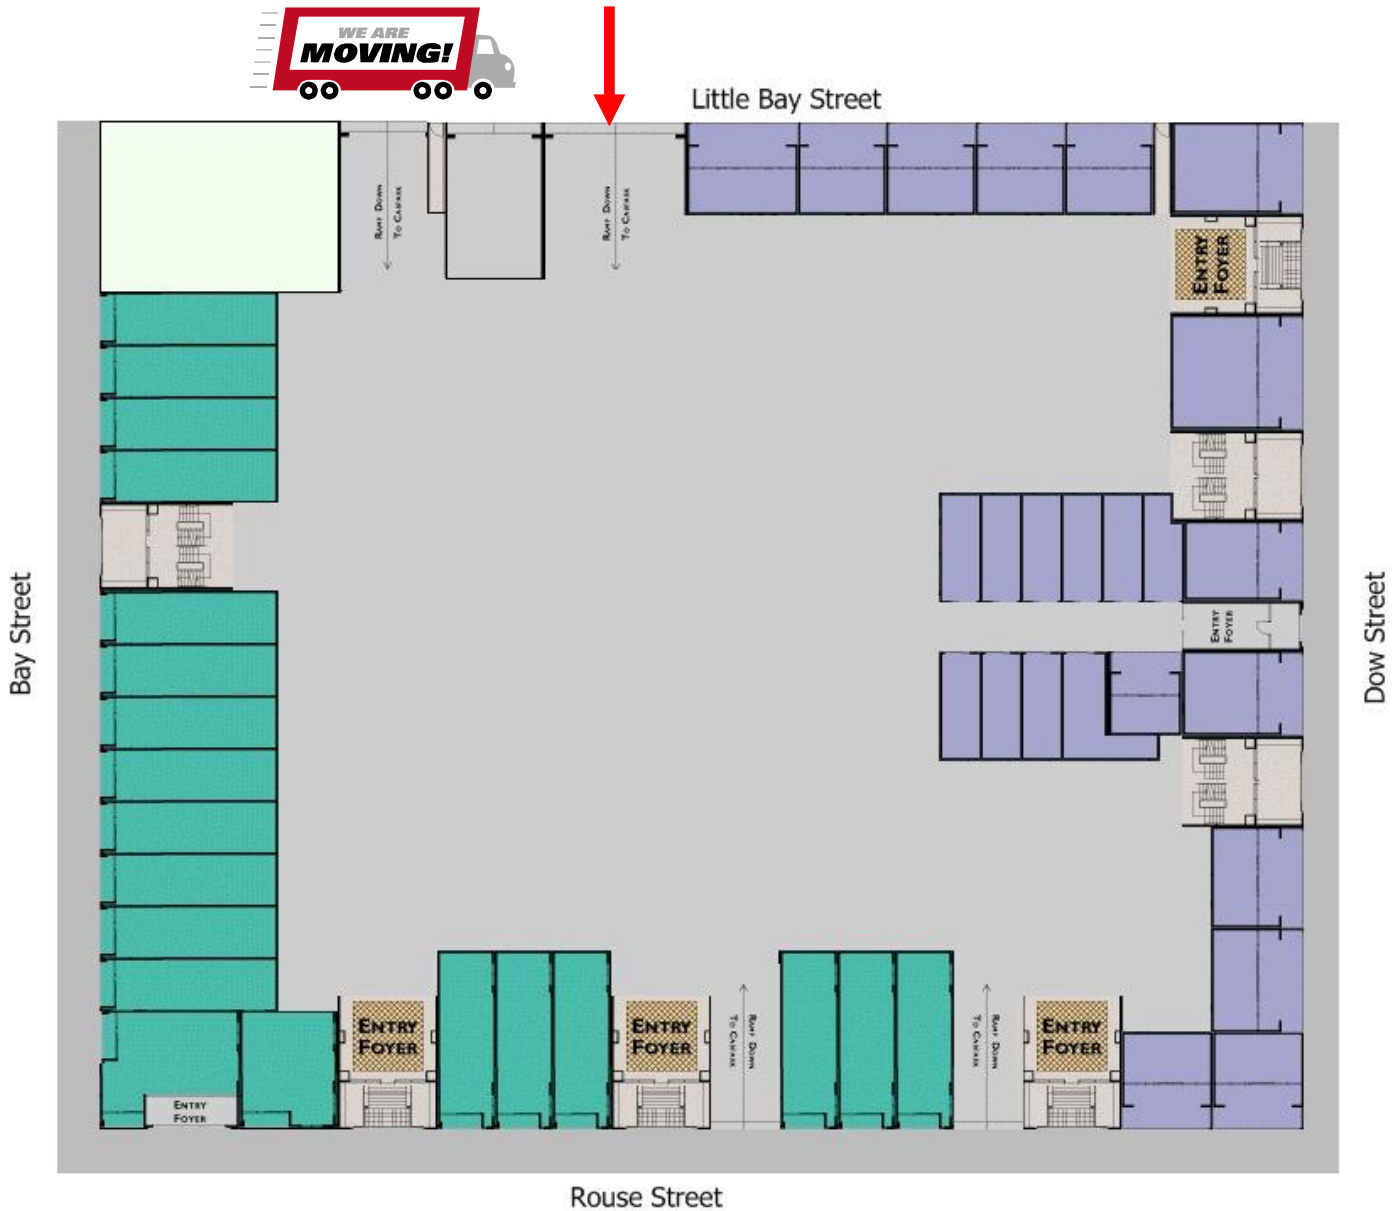 WE ARE
MOVING!
Little Bay Street
RAMP DOWN
TO CARPARK
RAMP DOWN
TO CARPARK
ENTRY
FOYER
Bay Street
ENTRY
FOYER
Dow Street
ENTRY
FOYER
ENTRY
FOYER
RAMP DOWN
TO CARPARK
RAMP DOWN
TO CARPARK
ENTRY
FOYER
ENTRY
FOYER
Rouse Street